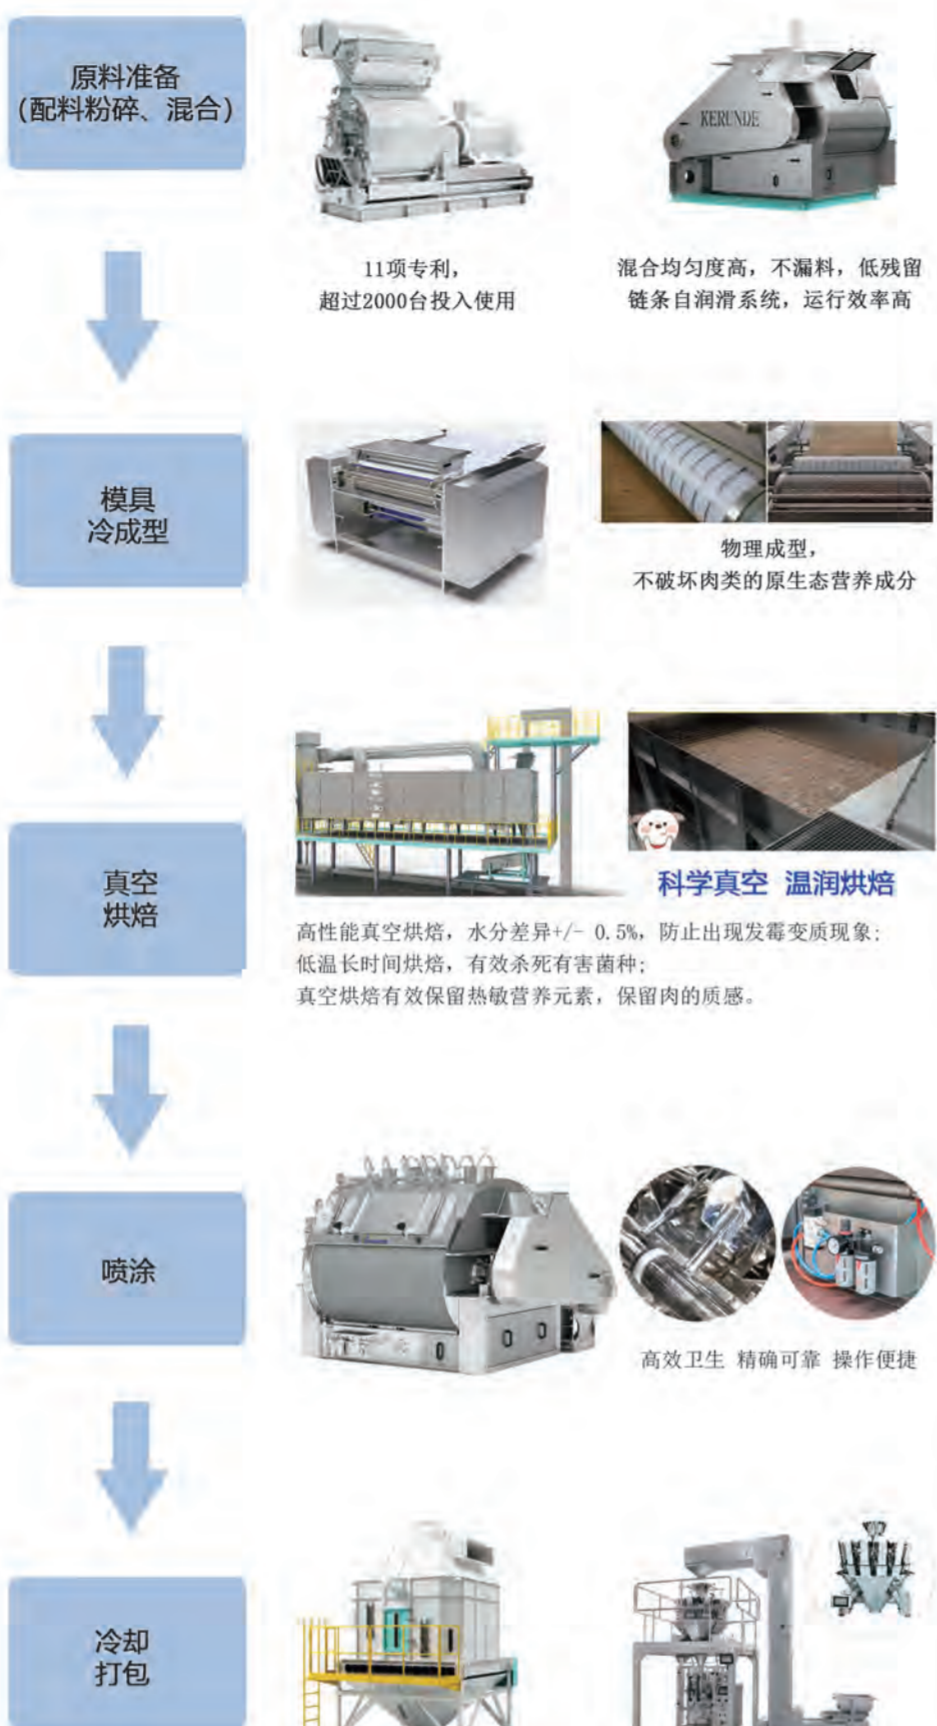 原料准备
(配料粉碎、混合)
KERUNDE
11项专利，
超过2000台投入使用
混合均匀度高，不漏料，低残留
链条自润滑系统，运行效率高
模具
冷成型
物理成型，
不破坏肉类的原生态营养成分
真空
烘焙
科学真空 温润烘焙
高性能真空烘焙，水分差异+/- 0.5%，防止出现发霉变质现象；
低温长时间烘焙，有效杀死有害菌种；
真空烘焙有效保留热敏营养元素，保留肉的质感。
喷涂
高效卫生 精确可靠 操作便捷
冷却
打包